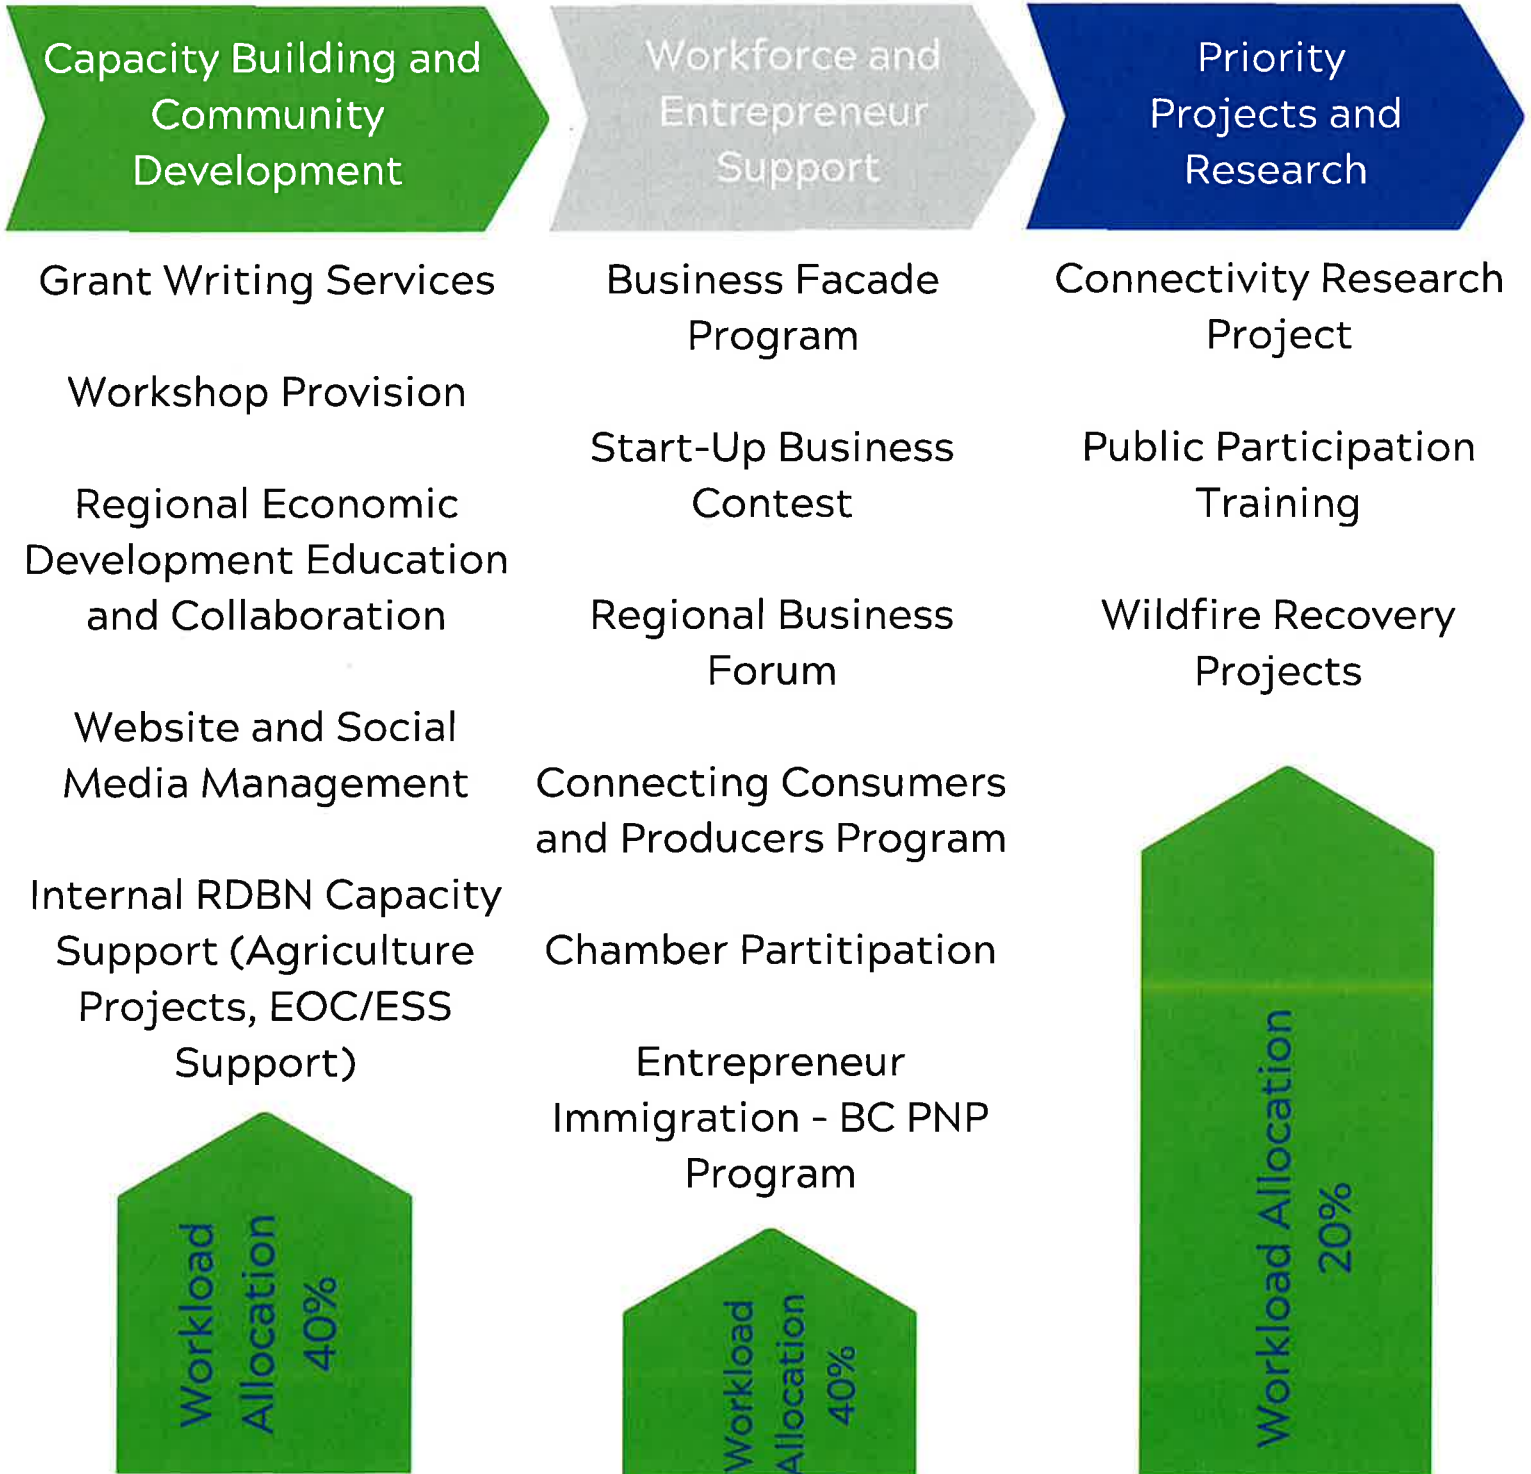 Capacity Building and
Community
Development
Grant Writing Services
Workshop Provision
Regional Economic
Development Education
and Collaboration
Website and Social
Media Management
Internal RDBN Capacity
Support (Agriculture
Projects, EOC/ESS
Support)
Workload
Allocation
40%
Workforce and
Entrepreneur
Support
Business Facade
Program
Start-Up Business
Contest
Regional Business
Forum
Connecting Consumers
and Producers Program
Chamber Partitipation
Entrepreneur
Immigration - BC PNP
Program
Workload
Allocation
40%
Priority
Projects and
Research
Connectivity Research
Project
Public Participation
Training
Wildfire Recovery
Projects
Workload Allocation
20%